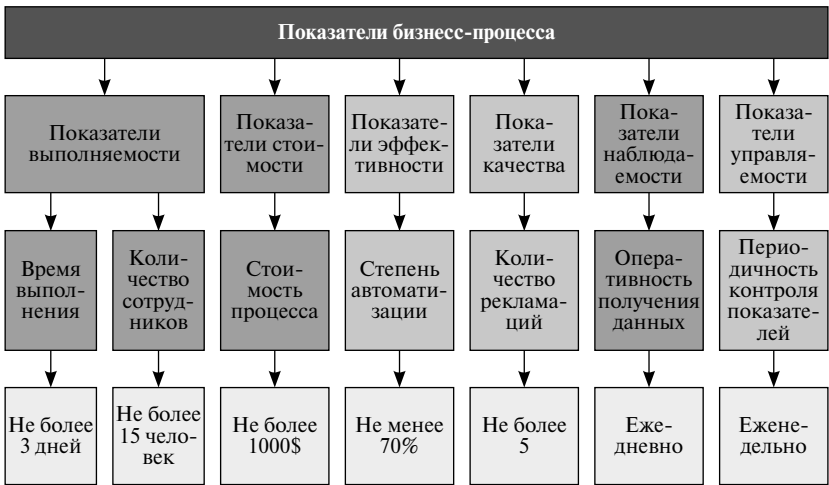 Показатели бизнес-процесса
Показатели
выполняемости
Показа-
тели стои-
мости
Показате-
ли эффек-
тивности
Пока-
затели
качества
Пока-
затели
наблюда-
емости
Показа-
тели
управля-
емости
Время
выпол-
нения
Коли-
чество
сотруд-
ников
Стои-
мость
процесса
Степень
автомати-
зации
Коли-
чество
реклама-
ций
Опера-
тивность
получения
данных
Перио-
дичность
контроля
показате-
лей
Не более
3 дней
Не более
15 чело-
век
Не более
1000$
Не менее
70%
Не более
5
Еже-
дневно
Ежене-
дельно